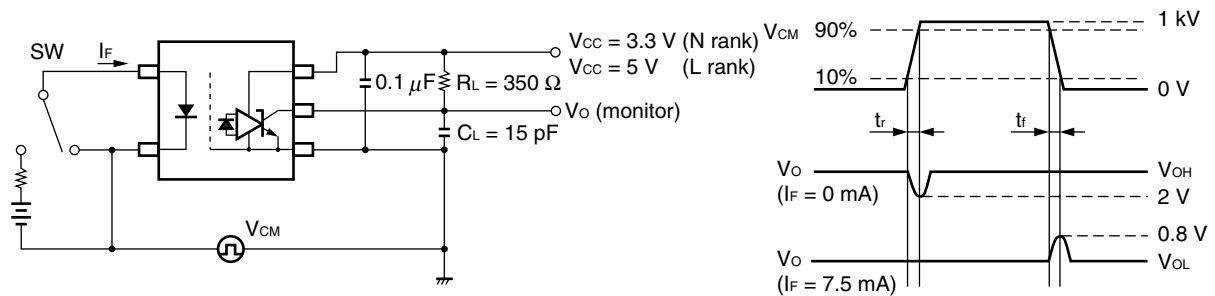 SW
IF
VCC = 3.3 V (N rank)
VCC = 5 V (L rank)
0.1 μF
RL = 350 Ω
VO (monitor)
CL = 15 pF
VCM
VCM 90%
1 kV
10%
0 V
tr
tf
VO
(IF = 0 mA)
VOH
2 V
0.8 V
VO
(IF = 7.5 mA)
VOL